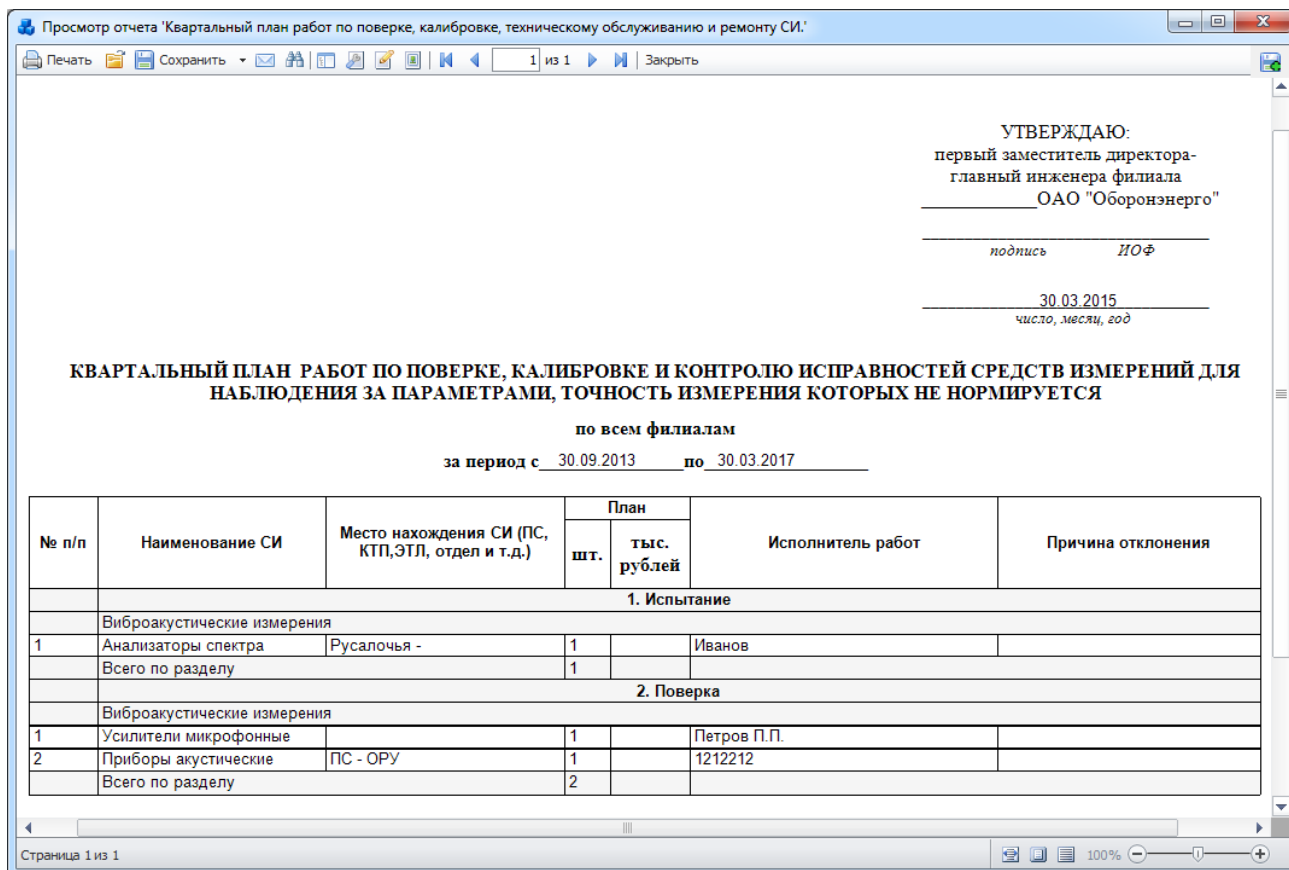 Просмотр отчета 'Квартальный план работ по поверке, калибровке, техническому обслуживанию и ремонту СИ.'
Печать Сохранить 1 из 1 Закрыть
УТВЕРЖДАЮ:
первый заместитель директора-
главный инженера филиала
______________ОАО "Оборонэнерго"
подпись ИОФ
30.03.2015
число, месяц, год
КВАРТАЛЬНЫЙ ПЛАН РАБОТ ПО ПОВЕРКЕ, КАЛИБРОВКЕ И КОНТРОЛЮ ИСПРАВНОСТЕЙ СРЕДСТВ ИЗМЕРЕНИЙ ДЛЯ
НАБЛЮДЕНИЯ ЗА ПАРАМЕТРАМИ, ТОЧНОСТЬ ИЗМЕРЕНИЯ КОТОРЫХ НЕ НОРМИРУЕТСЯ
по всем филиалам
за период с 30.09.2013 по 30.03.2017
№ п/п Наименование СИ Место нахождения СИ (ПС, КТП,ЭТЛ, отдел и т.д.) План шт. тыс. рублей Исполнитель работ Причина отклонения
1. Испытание
Виброакустические измерения
1 Анализаторы спектра Русалочья - 1 Иванов
Всего по разделу 1
2. Поверка
Виброакустические измерения
1 Усилители микрофонные 1 Петров П.П.
2 Приборы акустические ПС - ОРУ 1 1212212
Всего по разделу 2
Страница 1 из 1 100%